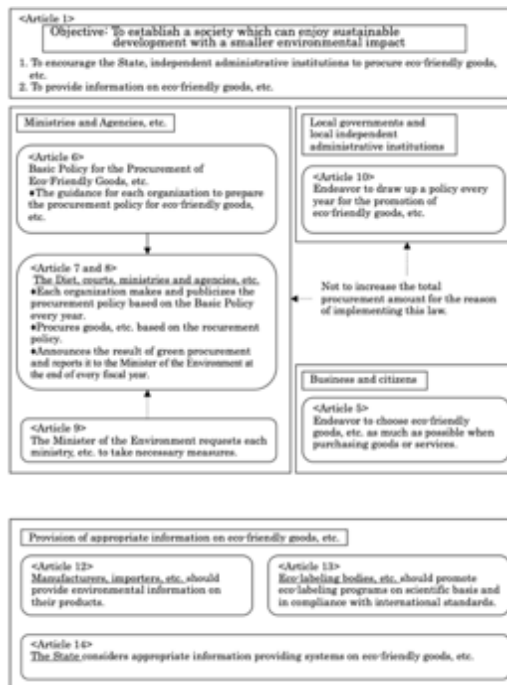 <Article 1>
Objective: To establish a society which can enjoy sustainable
development with a smaller environmental impact
1. To encourage the State, independent administrative institutions to procure eco-friendly goods,
etc.
2. To provide information on eco-friendly goods, etc.
Ministries and Agencies, etc.
<Article 6>
Basic Policy for the Procurement of
Eco-Friendly Goods, etc.
●The guidance for each organization to prepare
the procurement policy for eco-friendly goods,
etc.
<Article 7 and 8>
The Diet, courts, ministries and agencies, etc.
●Each organization makes and publicizes the
procurement policy based on the Basic Policy
every year.
●Procures goods, etc. based on the rocurement
policy.
●Announces the result of green procurement
and reports it to the Minister of the Environment at
the end of every fiscal year.
<Article 9>
The Minister of the Environment requests each
ministry, etc. to take necessary measures.
Local governments and
local independent
administrative institutions
<Article 10>
Endeavor to draw up a policy every
year for the promotion of
eco-friendly goods, etc.
Not to increase the total
procurement amount for the reason
of implementing this law.
Business and citizens
<Article 5>
Endeavor to choose eco-friendly
goods, etc. as much as possible when
purchasing goods or services.
Provision of appropriate information on eco-friendly goods, etc.
<Article 12>
Manufacturers, importers, etc. should
provide environmental information on
their products.
<Article 13>
Eco-labeling bodies, etc. should promote
eco-labeling programs on scientific basis and
in compliance with international standards.
<Article 14>
The State considers appropriate information providing systems on eco-friendly goods, etc.